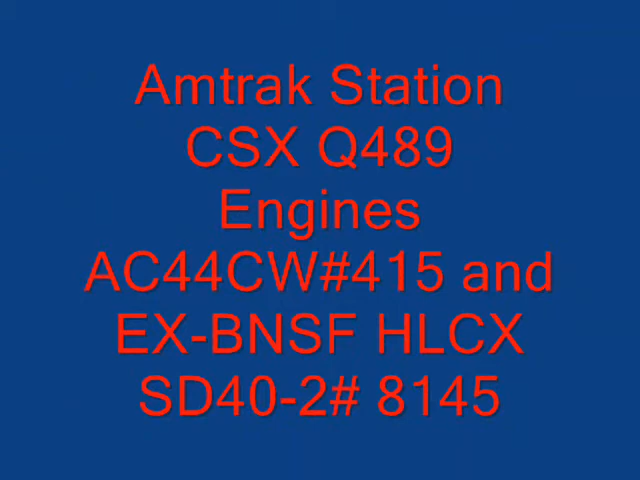 Amtrak Station
CSX Q489
Engines
AC44CW#415 and
EX-BNSF HLCX
SD40-2# 8145